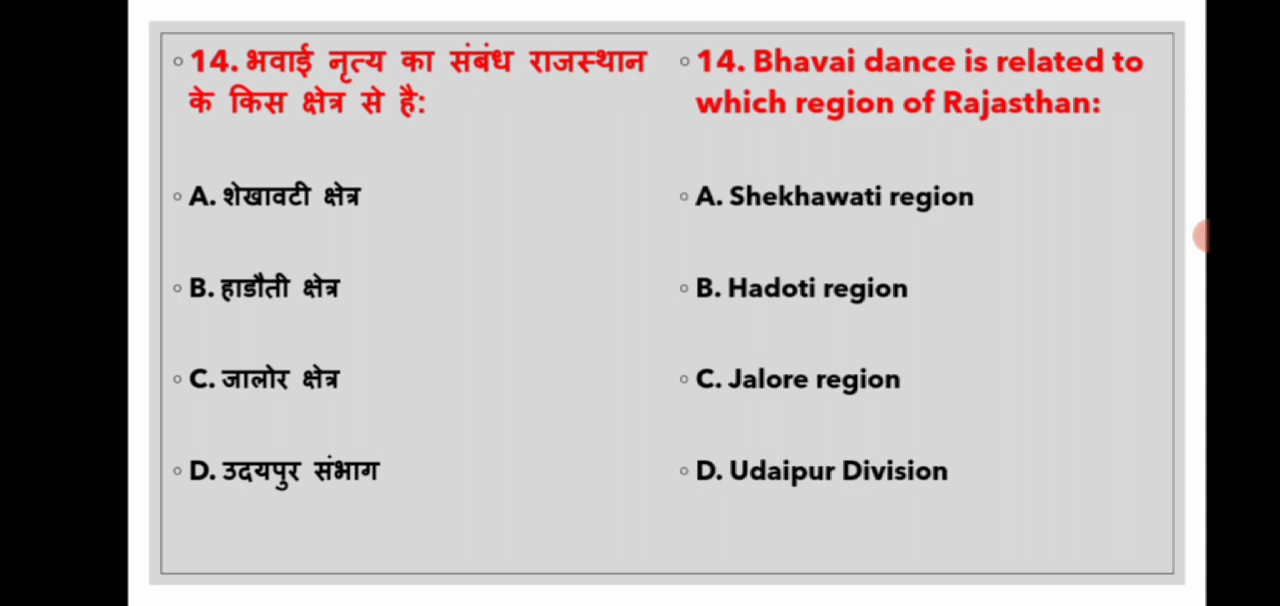 14. भवाई नृत्य का संबंध राजस्थान
के किस क्षेत्र से है:
A. शेखावटी क्षेत्र
B. हाडौती क्षेत्र
C. जालोर क्षेत्र
D. उदयपुर संभाग
14. Bhavai dance is related to
which region of Rajasthan:
A. Shekhawati region
B. Hadoti region
C. Jalore region
D. Udaipur Division